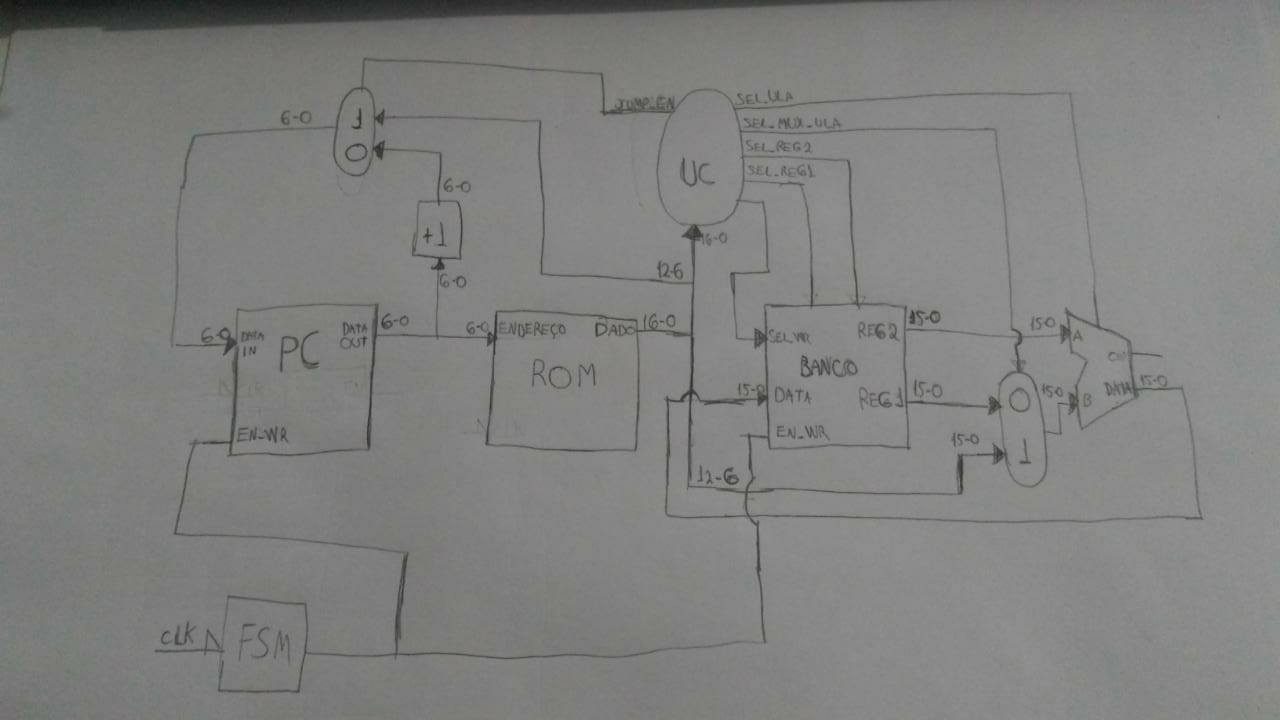 6-0
1
0
JUMP_EN
UC
SEL_ULA
SEL_MUX_ULA
SEL_REG2
SEL_REG1
6-0
+1
6-0
12-6
16-0
6-0
DATA IN
PC
DATA OUT
EN_WR
6-0
6-0
ENDEREÇO
DADO
ROM
16-0
SEL_WR
REG2
BANCO
15-0
DATA
REG1
EN_WR
15-0
15-0
15-0
A
B
DATA
15-0
0
1
15-0
15-0
12-6
CLK
FSM